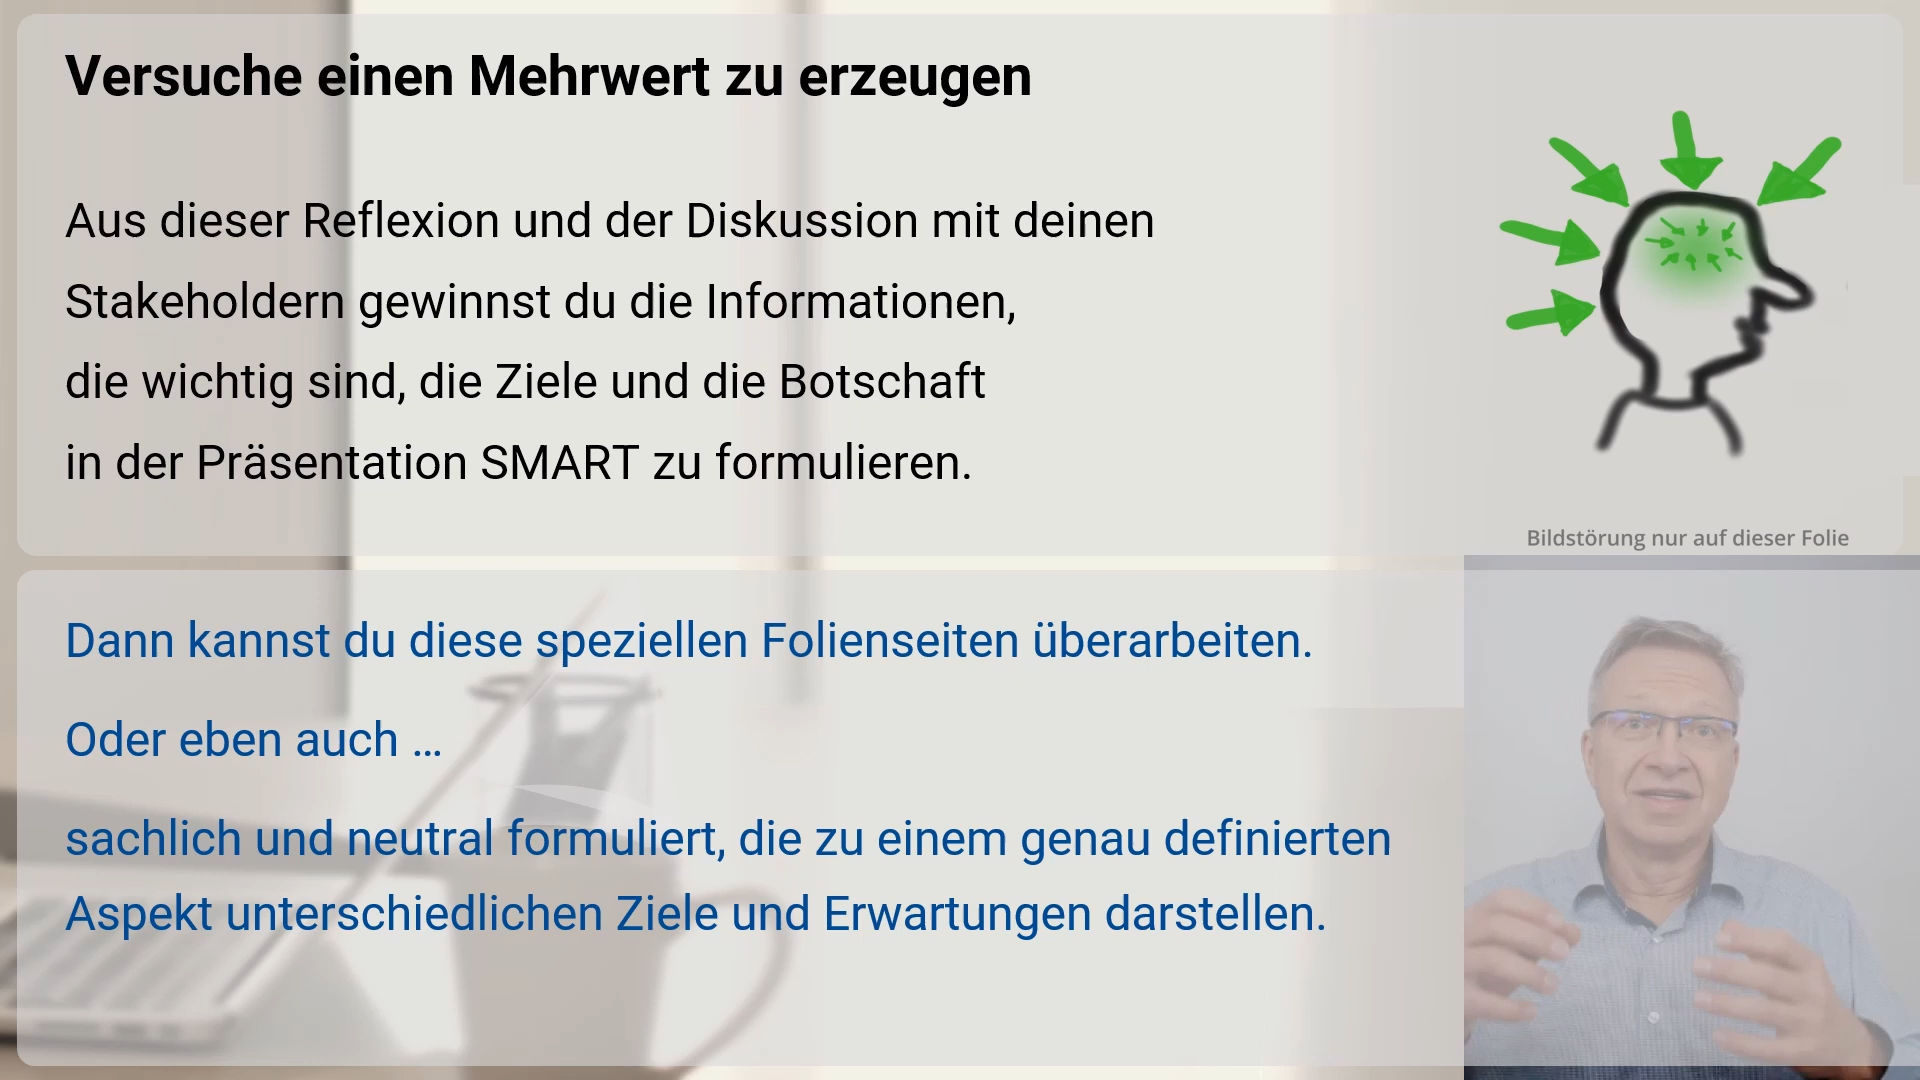 Versuche einen Mehrwert zu erzeugen
Aus dieser Reflexion und der Diskussion mit deinen
Stakeholdern gewinnst du die Informationen,
die wichtig sind, die Ziele und die Botschaft
in der Präsentation SMART zu formulieren.
Bildstörung nur auf dieser Folie
Dann kannst du diese speziellen Folienseiten überarbeiten.
Oder eben auch ...
sachlich und neutral formuliert, die zu einem genau definierten
Aspekt unterschiedlichen Ziele und Erwartungen darstellen.